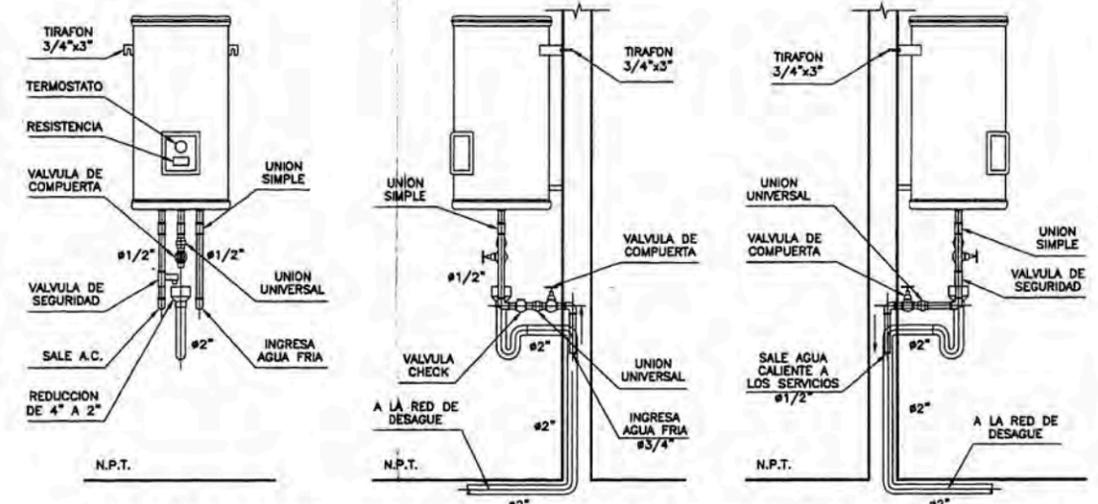 TIRAFON
3/4"x3"
TERMOSTATO
RESISTENCIA
VALVULA DE
COMPUERTA
UNION
SIMPLE
ø1/2"
ø1/2"
VALVULA DE
SEGURIDAD
UNION
UNIVERSAL
SALE A.C.
ø2"
INGRESA
AGUA FRIA
REDUCCIÓN
DE 4" A 2"
N.P.T.
TIRAFON
3/4"x3"
UNION
SIMPLE
VALVULA DE
COMPUERTA
ø1/2"
ø2"
VALVULA
CHECK
UNION
UNIVERSAL
A LA RED DE
DESAGUE
ø2"
INGRESA
AGUA FRIA
ø3/4"
N.P.T.
ø2"
TIRAFON
3/4"x3"
UNION
UNIVERSAL
VALVULA DE
COMPUERTA
UNION
SIMPLE
VALVULA DE
SEGURIDAD
SALE AGUA
CALIENTE A
LOS SERVICIOS
ø1/2"
ø2"
ø2"
A LA RED DE
DESAGUE
N.P.T.
ø2"